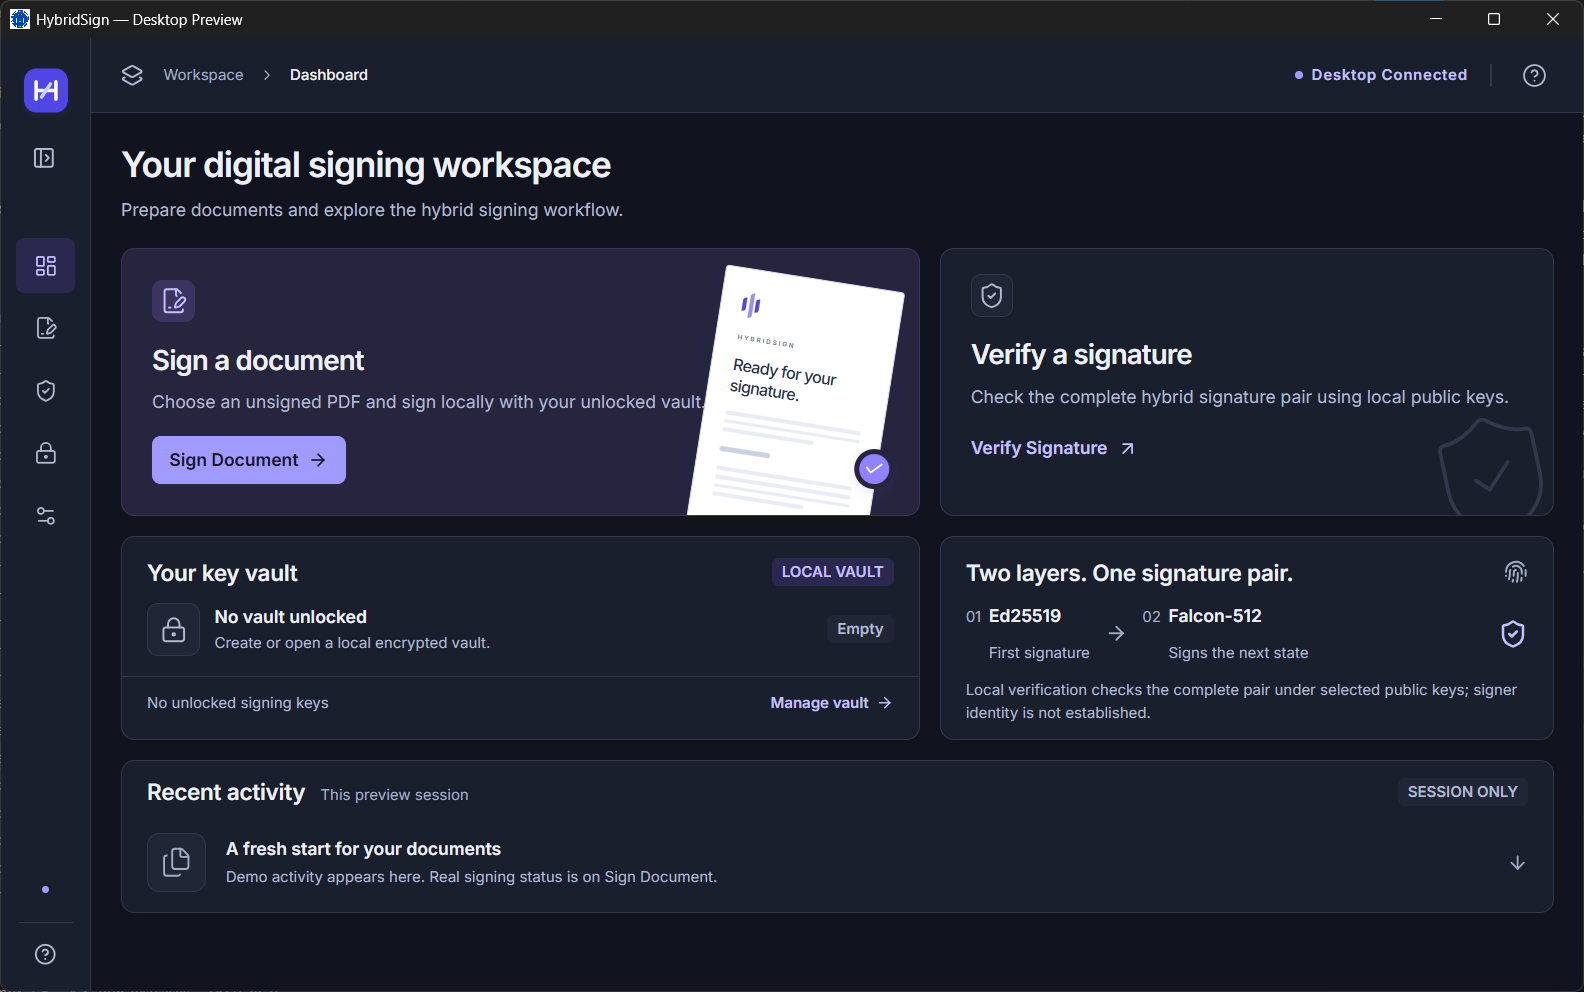 HybridSign — Desktop Preview
Workspace
Dashboard
Desktop Connected
Your digital signing workspace
Prepare documents and explore the hybrid signing workflow.
Sign a document
Choose an unsigned PDF and sign locally with your unlocked vault.
Sign Document
HYBRIDSIGN
Ready for your
signature.
Verify a signature
Check the complete hybrid signature pair using local public keys.
Verify Signature
Your key vault
LOCAL VAULT
No vault unlocked
Create or open a local encrypted vault.
Empty
No unlocked signing keys
Manage vault
Two layers. One signature pair.
01 Ed25519
First signature
02 Falcon-512
Signs the next state
Local verification checks the complete pair under selected public keys; signer
identity is not established.
Recent activity
This preview session
SESSION ONLY
A fresh start for your documents
Demo activity appears here. Real signing status is on Sign Document.